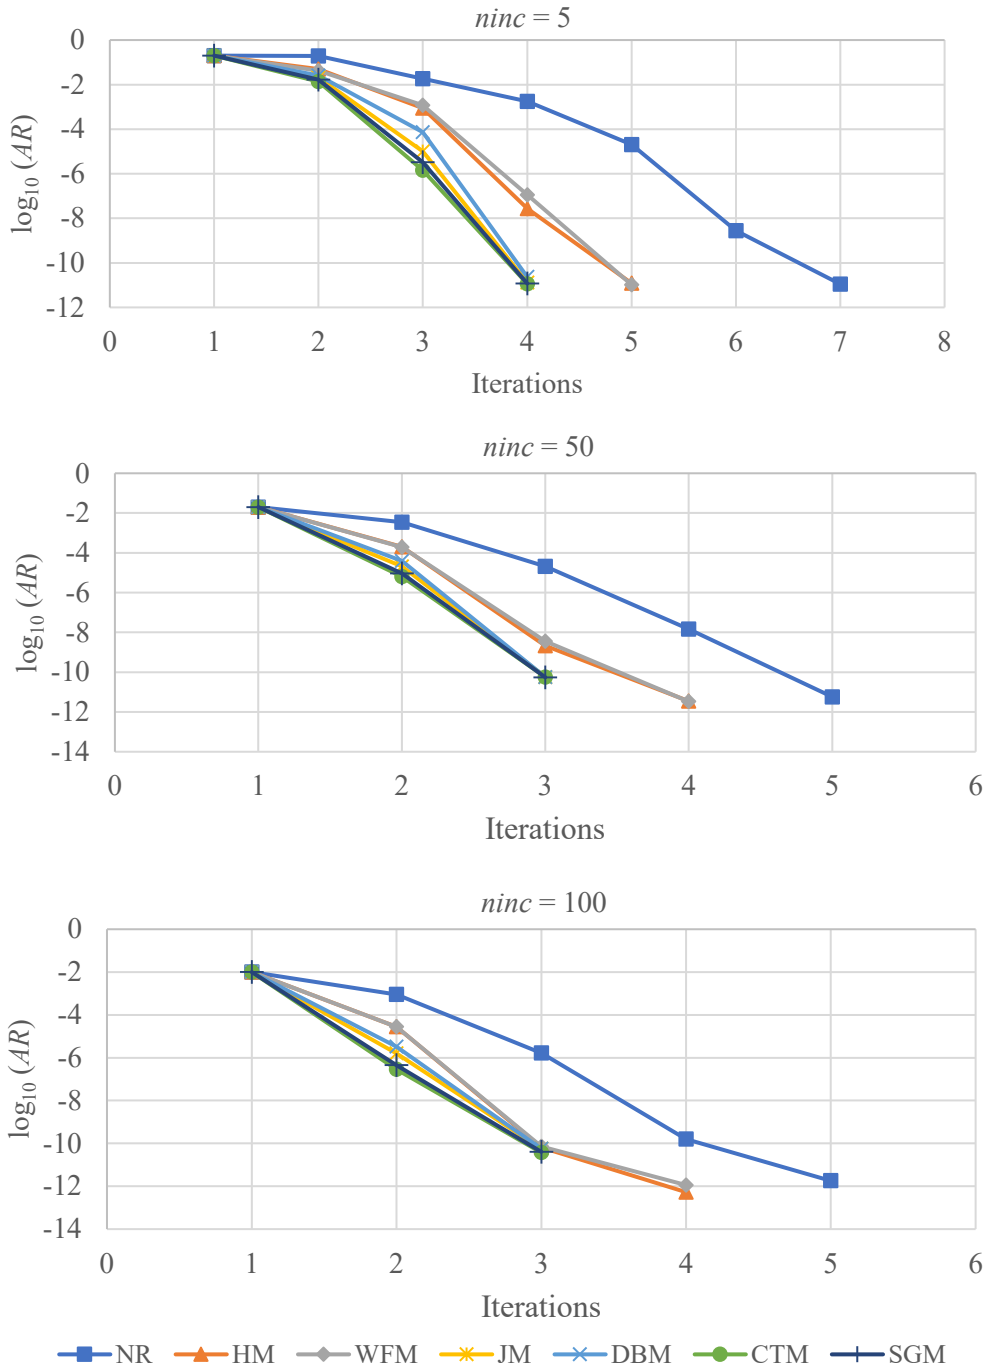 ninc = 5
0
-2
-4
-6
-8
-10
-12
log10 (AR)
0 1 2 3 4 5 6 7 8
Iterations
ninc = 50
0
-2
-4
-6
-8
-10
-12
-14
log10 (AR)
0 1 2 3 4 5 6
Iterations
ninc = 100
0
-2
-4
-6
-8
-10
-12
-14
log10 (AR)
0 1 2 3 4 5 6
Iterations
NR HM WFM JM DBM CTM SGM